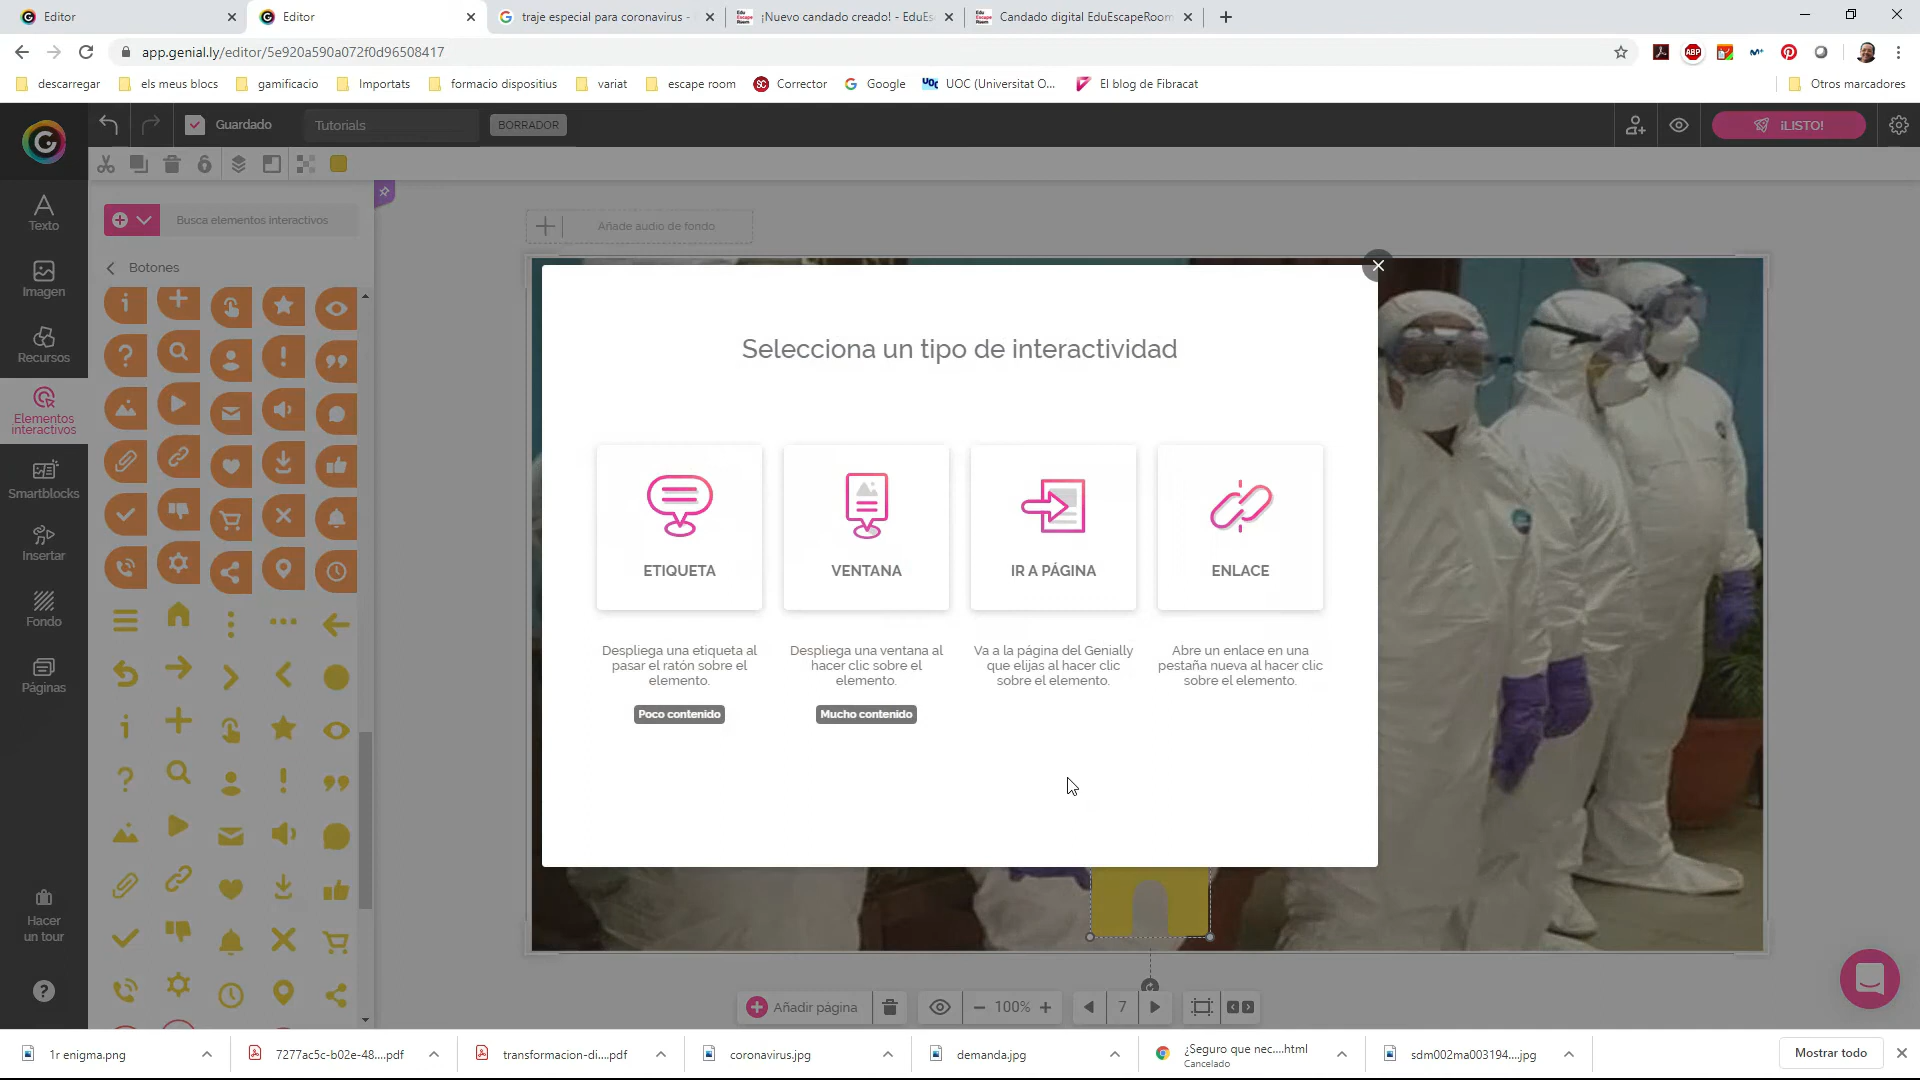 Editor
Editor
traje especial para coronavirus -
¡Nuevo candado creado! - EduEs
Candado digital EduEscapeRoom
app.genial.ly/editor/5e920a590a072f0d96508417
ABP
descarregar
els meus blocs
gamificacio
Importats
formacio dispositius
variat
escape room
Corrector
Google
UOC (Universitat O...
El blog de Fibracat
Otros marcadores
Guardado
Tutorials
BORRADOR
¡LISTO!
Texto
Imagen
Recursos
Elementos
interactivos
Smartblocks
Insertar
Fondo
Páginas
Hacer
un tour
Busca elementos interactivos
Botones
Añade audio de fondo
Selecciona un tipo de interactividad
ETIQUETA
VENTANA
IR A PÁGINA
ENLACE
Despliega una etiqueta al
pasar el ratón sobre el
elemento.
Poco contenido
Despliega una ventana al
hacer clic sobre el
elemento.
Mucho contenido
Va a la página del Genially
que elijas al hacer clic
sobre el elemento.
Abre un enlace en una
pestaña nueva al hacer clic
sobre el elemento.
Añadir página
100%
7
1r enigma.png
7277ac5c-b02e-48....pdf
transformacion-di....pdf
coronavirus.jpg
demanda.jpg
¿Seguro que nec....html
Cancelado
sdm002ma003194....jpg
Mostrar todo